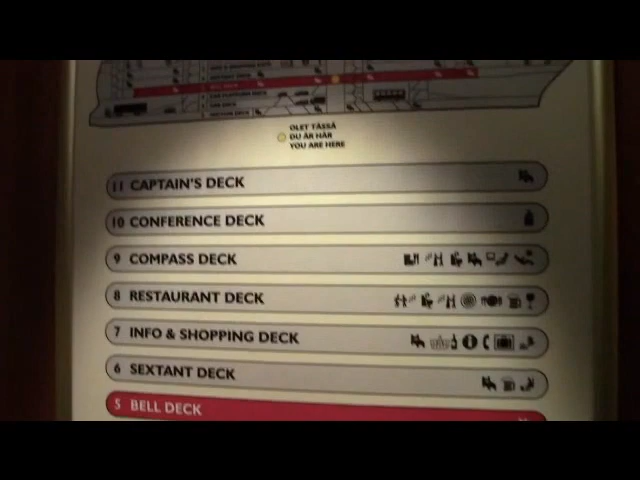 OLET TÄSSÄ
DU ÄR HÄR
YOU ARE HERE
11 CAPTAIN'S DECK
10 CONFERENCE DECK
9 COMPASS DECK
8 RESTAURANT DECK
7 INFO & SHOPPING DECK
6 SEXTANT DECK
5 BELL DECK